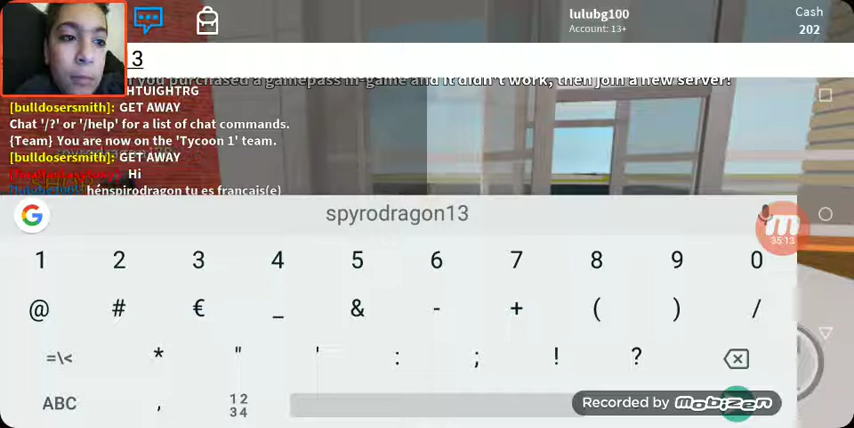 lulubg100
Account: 13+
Cash
202
3
you purchased a gamepass in-game and it didn't work, then join a new server!
HTUIGHTRG
[bulldosersmith]: GET AWAY
Chat '/?' or '/help' for a list of chat commands.
{Team} You are now on the 'Tycoon 1' team.
[bulldosersmith]: GET AWAY
Hi
hénspirodragon tu es francais(e)
spyrodragon13
35:13
1 2 3 4 5 6 7 8 9 0
@ # € _ & - + ( ) /
=\< * " ' : ; ! ?
ABC , 12 34
Recorded by mobizen